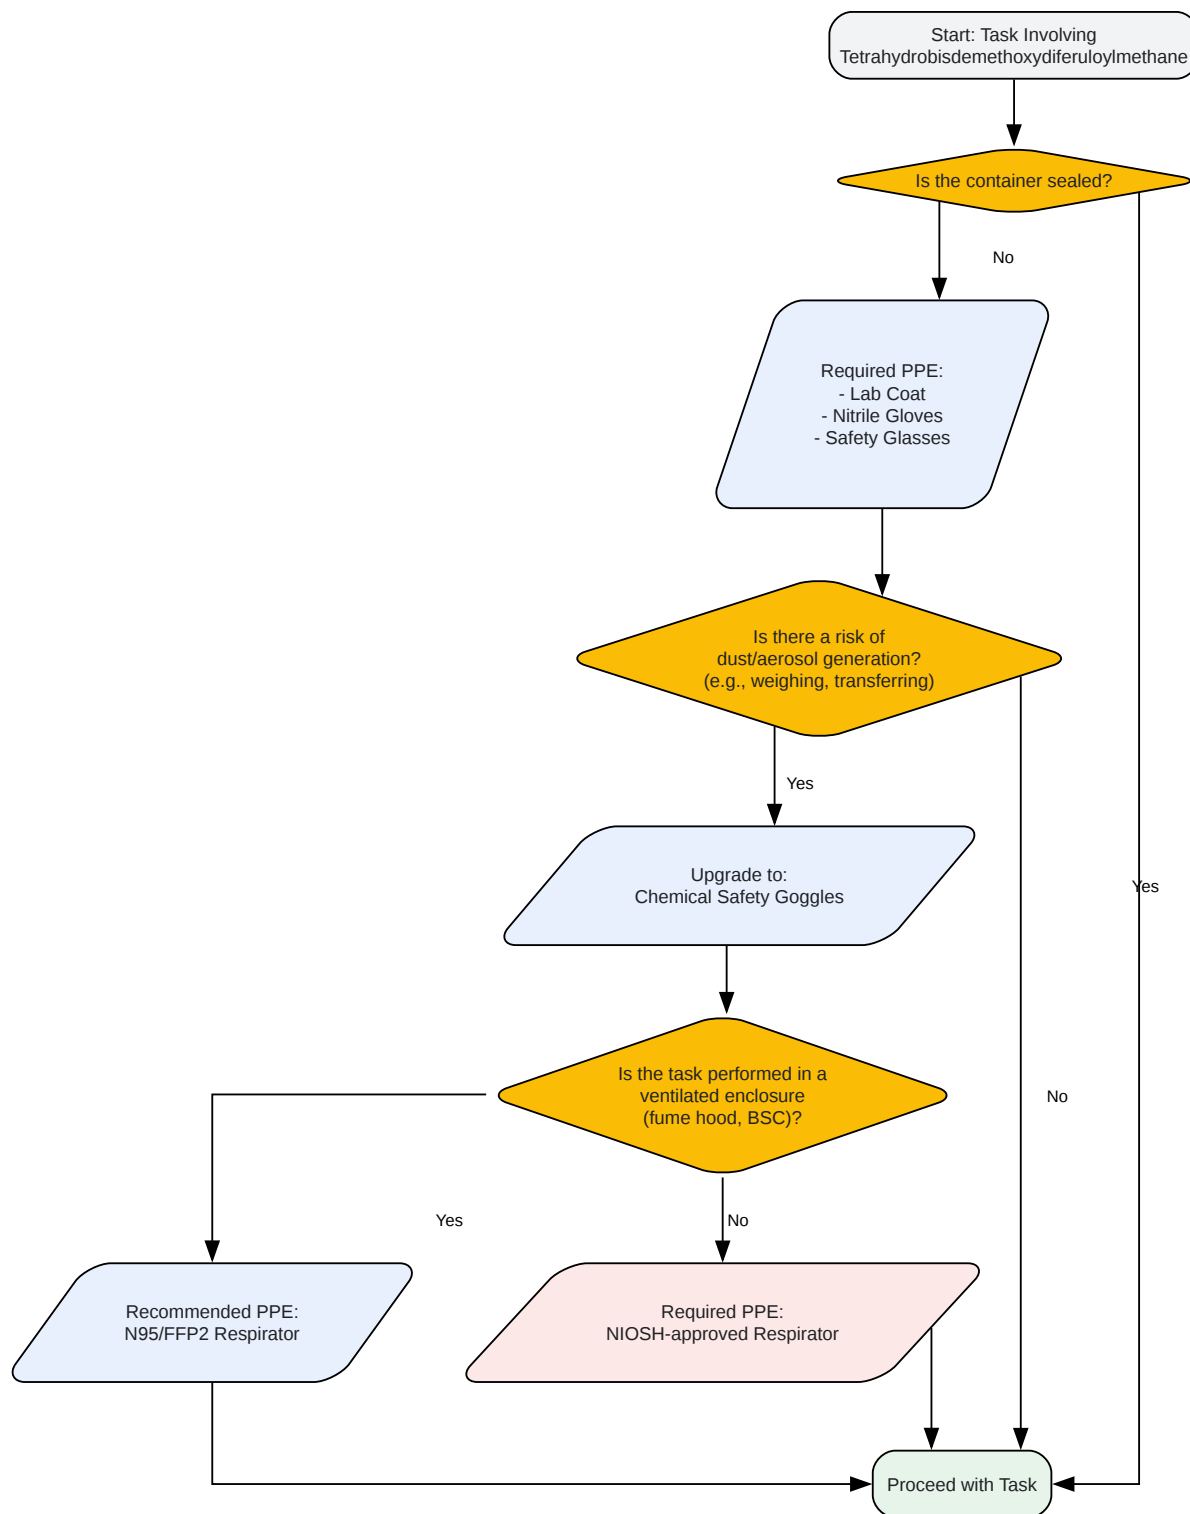 Start: Task Involving
Tetrahydrobisdemethoxydiferuloylmethane
Is the container sealed?
No
Required PPE:
- Lab Coat
- Nitrile Gloves
- Safety Glasses
Is there a risk of
dust/aerosol generation?
(e.g., weighing, transferring)
Yes
Upgrade to:
Chemical Safety Goggles
Yes
Is the task performed in a
ventilated enclosure
(fume hood, BSC)?
No
Yes
No
Recommended PPE:
N95/FFP2 Respirator
Required PPE:
NIOSH-approved Respirator
Proceed with Task